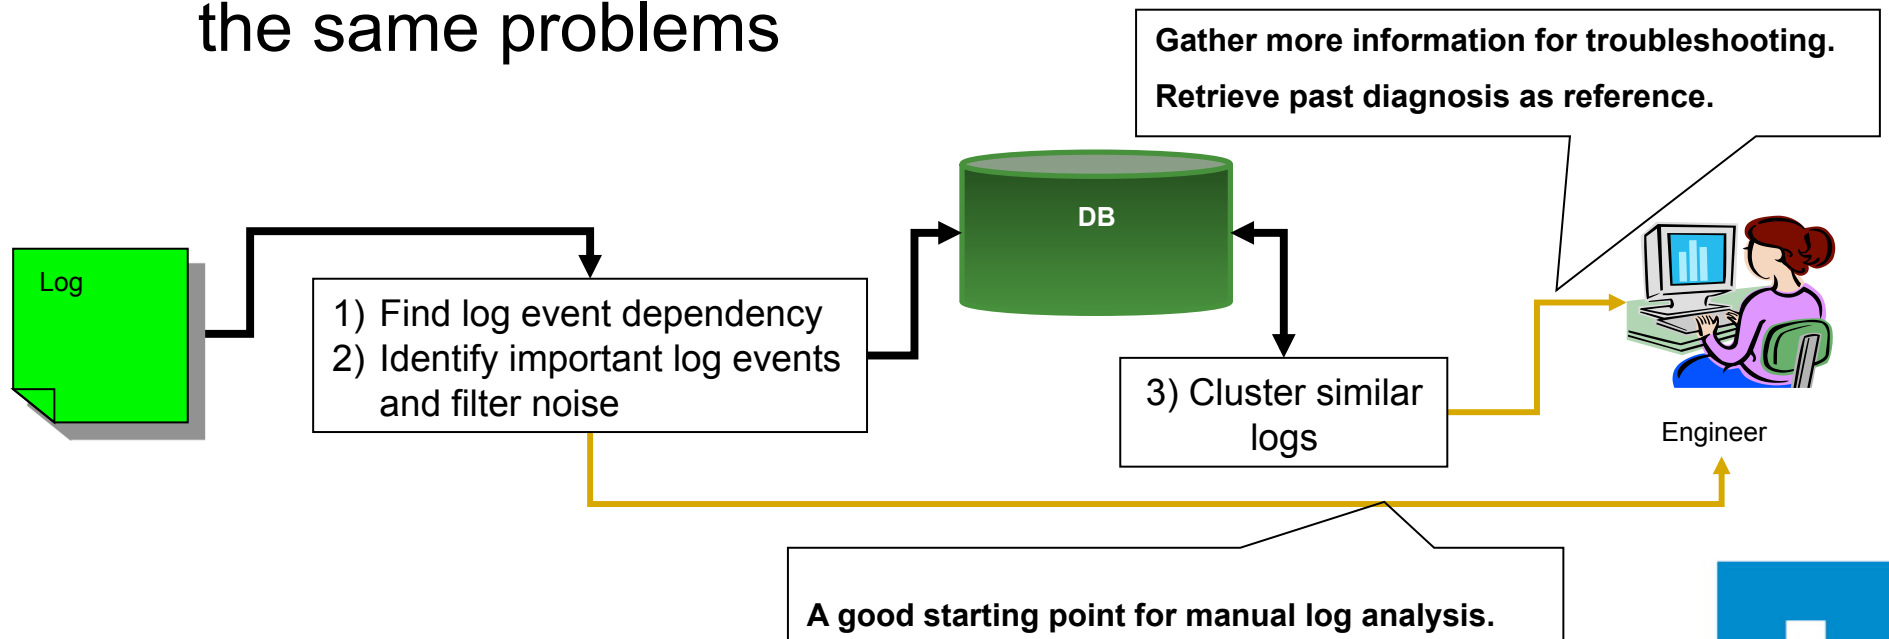 the same problems
Gather more information for troubleshooting.
Retrieve past diagnosis as reference.
DB
Log
1) Find log event dependency
2) Identify important log events
and filter noise
3) Cluster similar
logs
Engineer
A good starting point for manual log analysis.